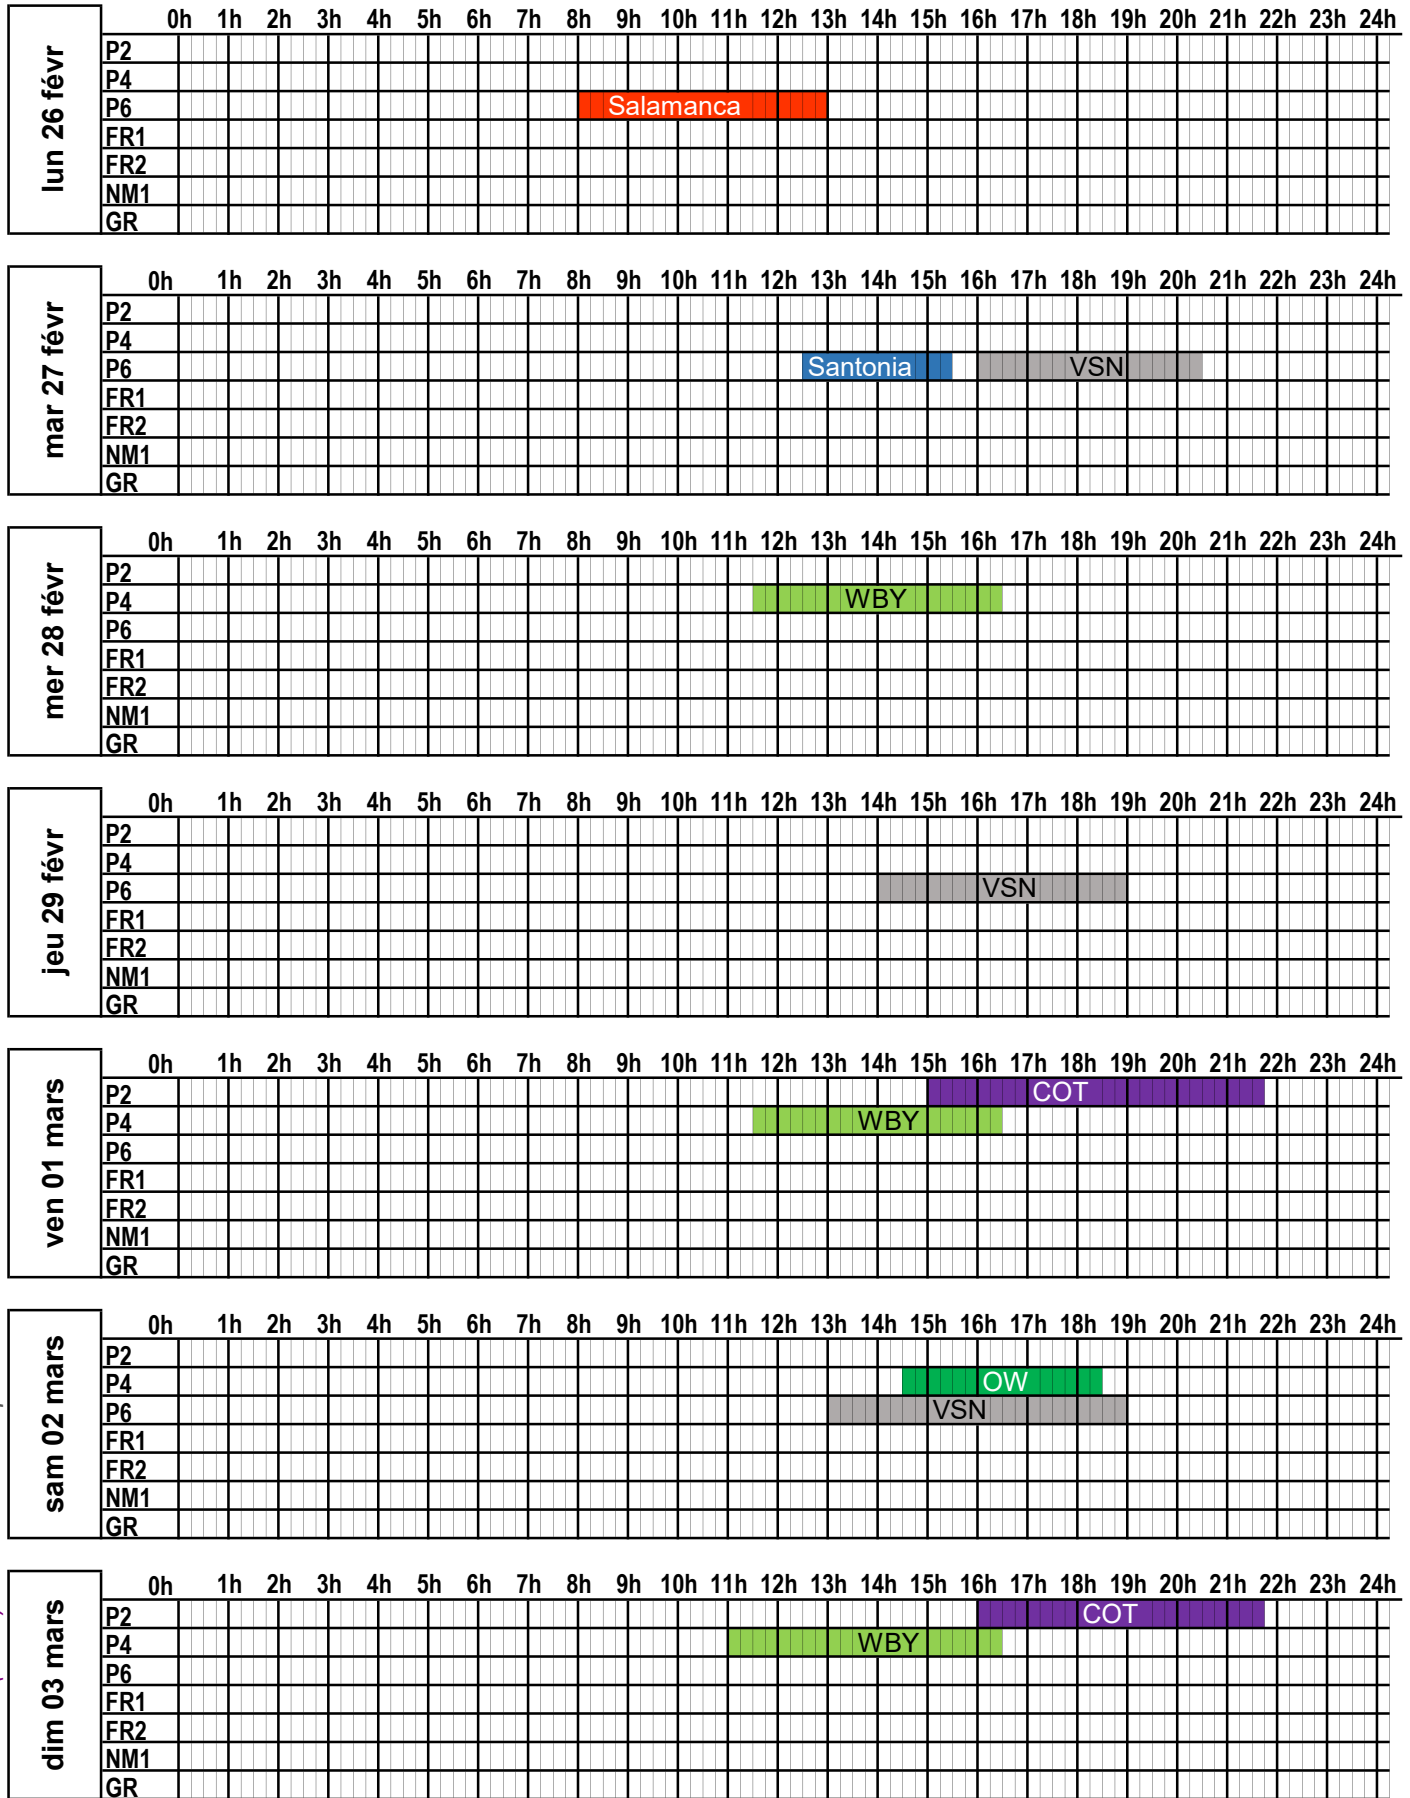 0h 1h 2h 3h 4h 5h 6h 7h 8h 9h 10h 11h 12h 13h 14h 15h 16h 17h 18h 19h 20h 21h 22h 23h 24h
lun 26 févr
P2
P4
P6 Salamanca
FR1
FR2
NM1
GR
0h 1h 2h 3h 4h 5h 6h 7h 8h 9h 10h 11h 12h 13h 14h 15h 16h 17h 18h 19h 20h 21h 22h 23h 24h
mar 27 févr
P2
P4
P6 Santonia VSN
FR1
FR2
NM1
GR
0h 1h 2h 3h 4h 5h 6h 7h 8h 9h 10h 11h 12h 13h 14h 15h 16h 17h 18h 19h 20h 21h 22h 23h 24h
mer 28 févr
P2
P4 WBY
P6
FR1
FR2
NM1
GR
0h 1h 2h 3h 4h 5h 6h 7h 8h 9h 10h 11h 12h 13h 14h 15h 16h 17h 18h 19h 20h 21h 22h 23h 24h
jeu 29 févr
P2
P4
P6 VSN
FR1
FR2
NM1
GR
0h 1h 2h 3h 4h 5h 6h 7h 8h 9h 10h 11h 12h 13h 14h 15h 16h 17h 18h 19h 20h 21h 22h 23h 24h
ven 01 mars
P2 COT
P4 WBY
P6
FR1
FR2
NM1
GR
0h 1h 2h 3h 4h 5h 6h 7h 8h 9h 10h 11h 12h 13h 14h 15h 16h 17h 18h 19h 20h 21h 22h 23h 24h
sam 02 mars
P2
P4 OW
P6 VSN
FR1
FR2
NM1
GR
0h 1h 2h 3h 4h 5h 6h 7h 8h 9h 10h 11h 12h 13h 14h 15h 16h 17h 18h 19h 20h 21h 22h 23h 24h
dim 03 mars
P2 COT
P4 WBY
P6
FR1
FR2
NM1
GR